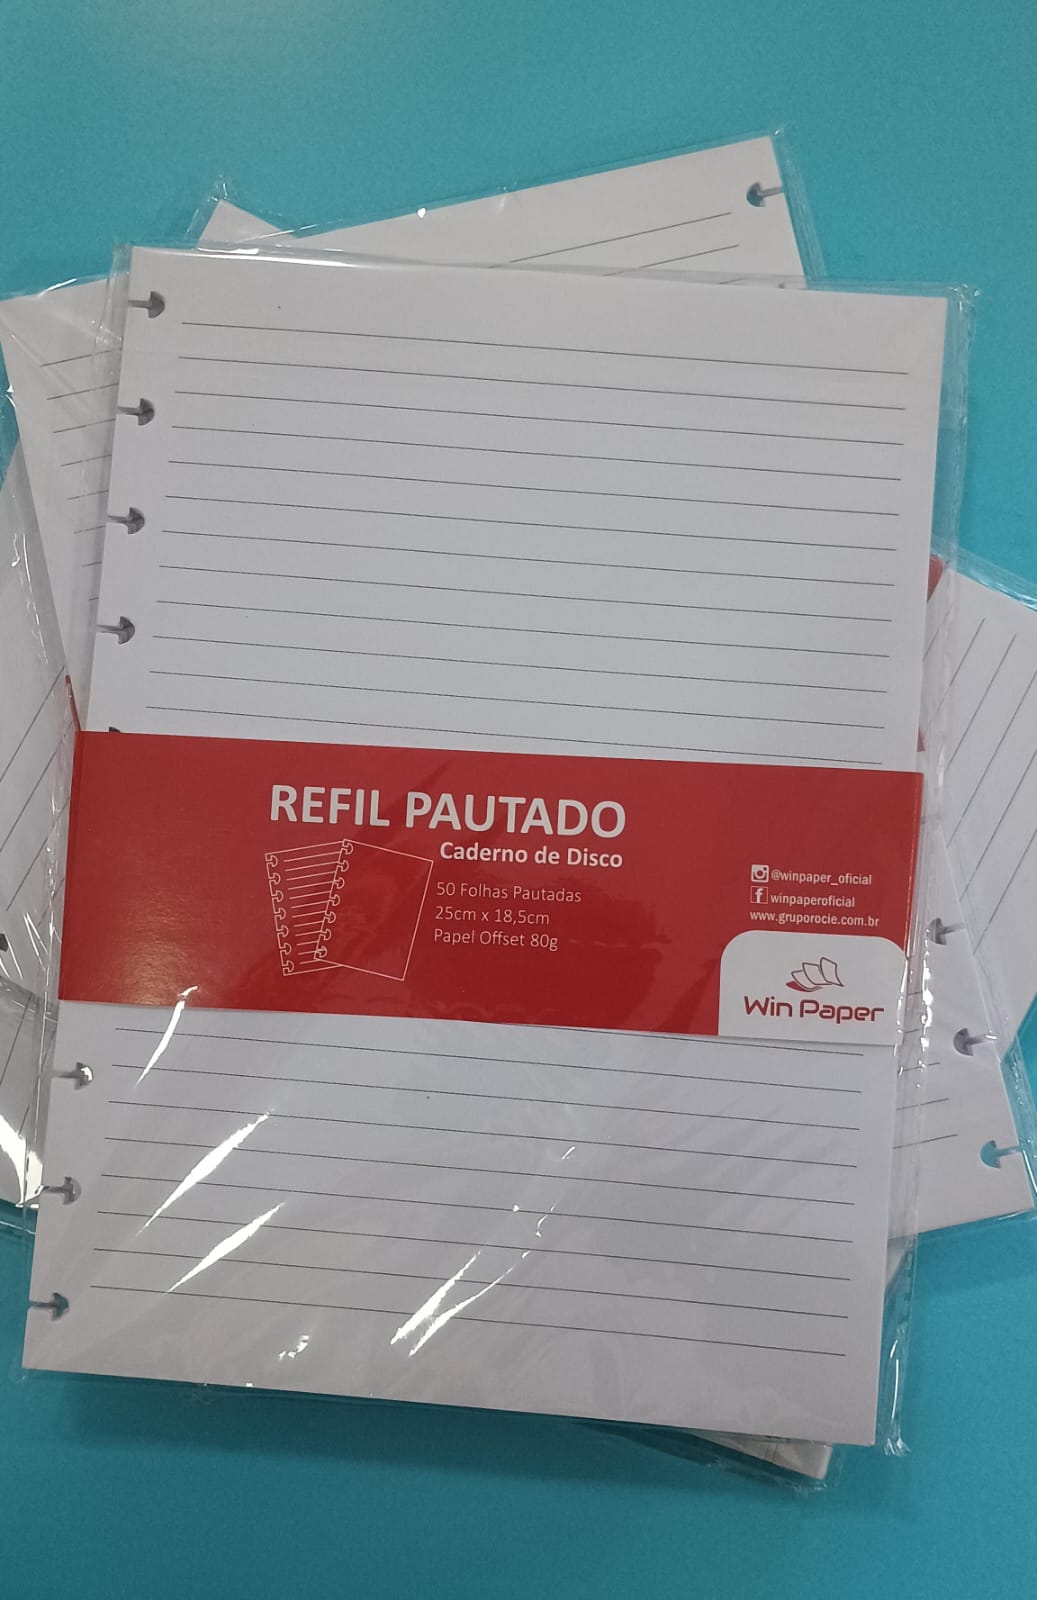 REFIL PAUTADO
Caderno de Disco
50 Folhas Pautadas
25cm x 18,5cm
Papel Offset 80g
@winpaper_oficial
winpaperoficial
www.gruporocie.com.br
Win Paper